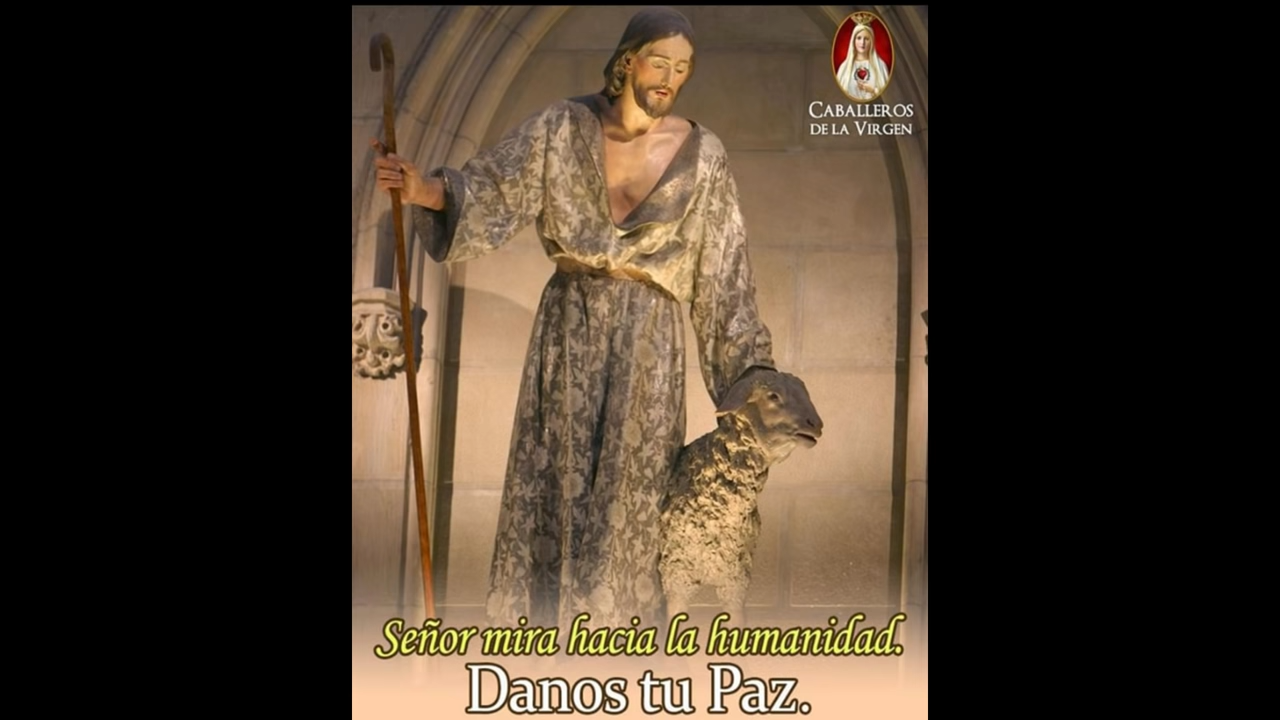 CABALLEROS
DE LA VIRGEN
Señor mira hacia la humanidad.
Danos tu Paz.